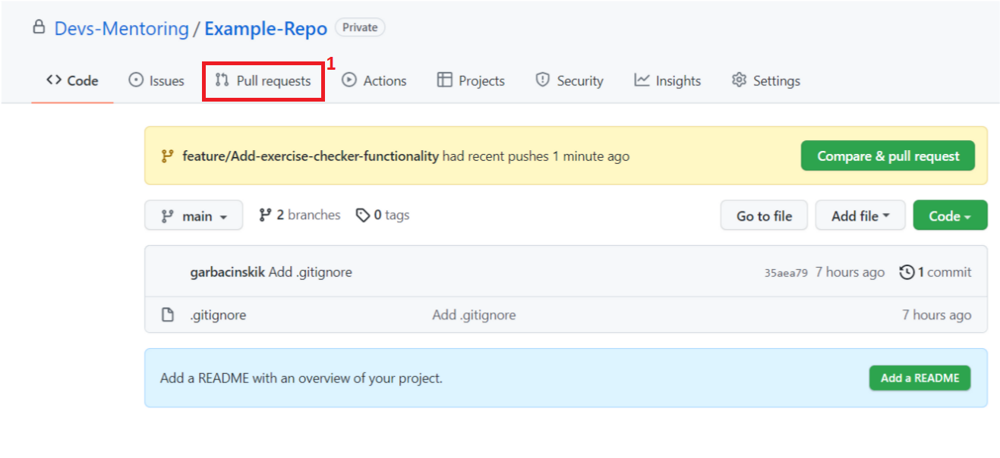 Devs-Mentoring / Example-Repo Private
1
Code Issues Pull requests Actions Projects Security Insights Settings
feature/Add-exercise-checker-functionality had recent pushes 1 minute ago Compare & pull request
main 2 branches 0 tags Go to file Add file Code
garbacinskik Add .gitignore 35aea79 7 hours ago 1 commit
.gitignore Add .gitignore 7 hours ago
Add a README with an overview of your project. Add a README